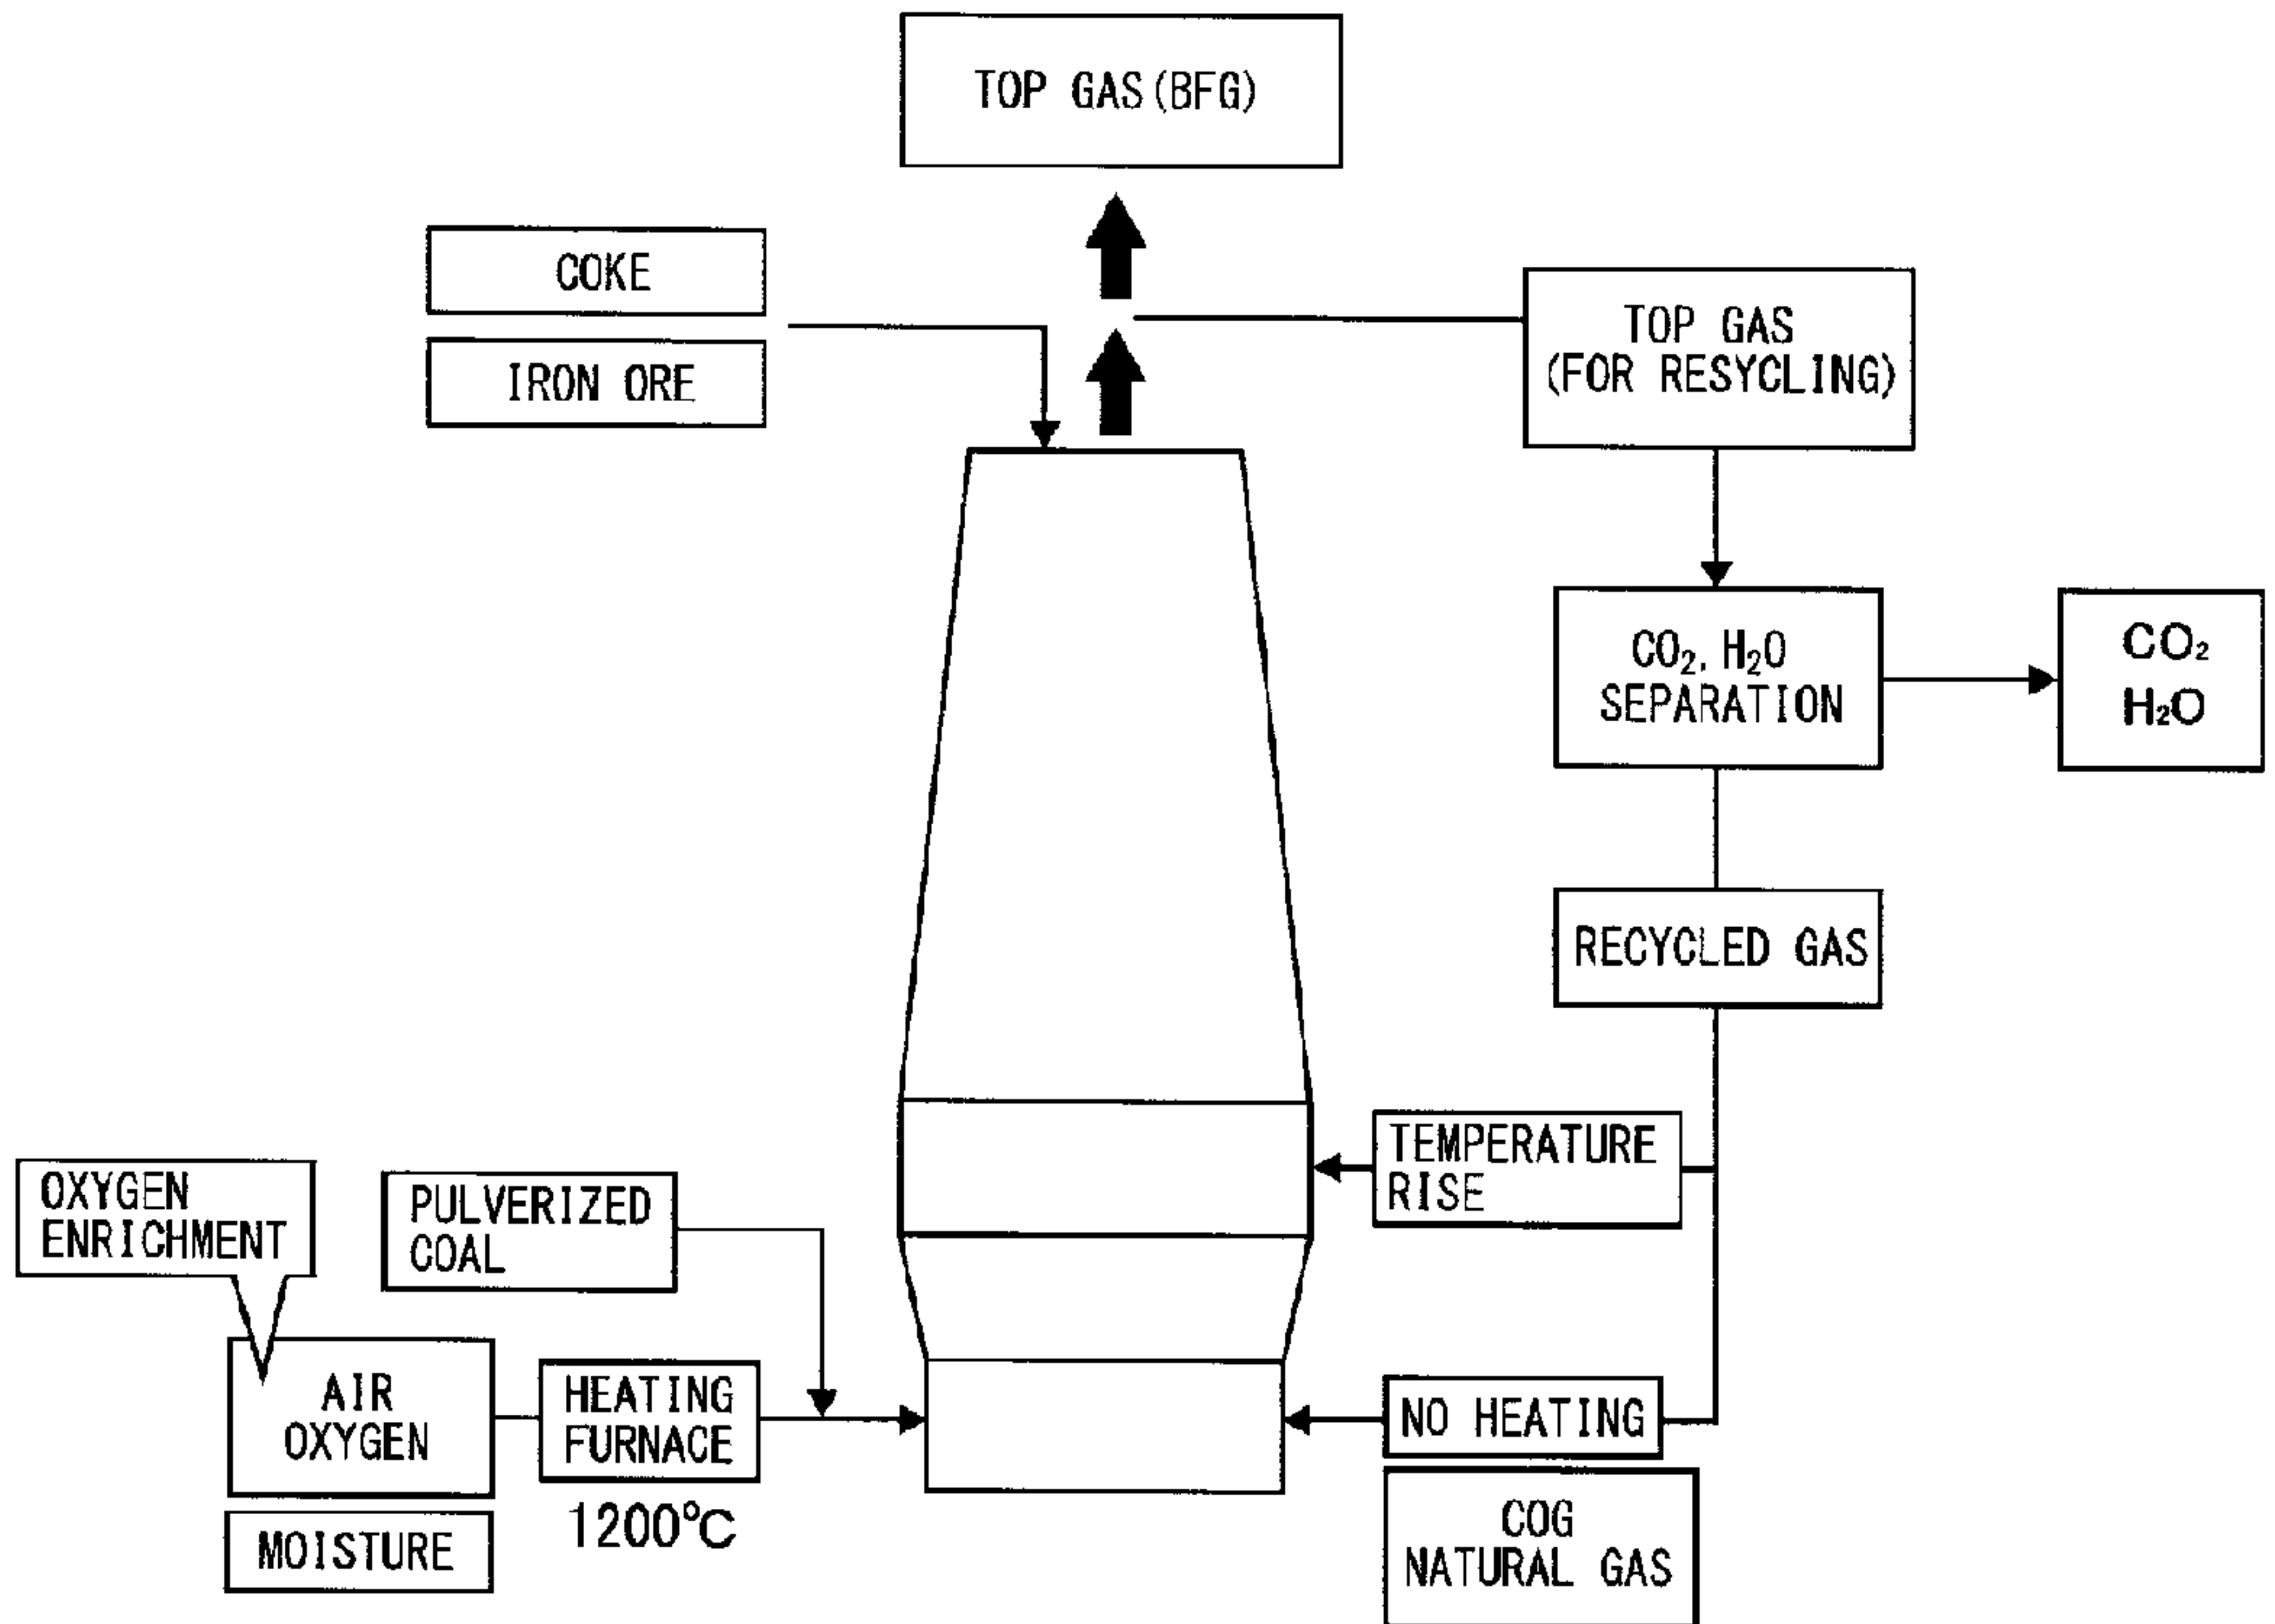 TOP GAS(BFG)
COKE
IRON ORE
TOP GAS
(FOR RESYCLING)
CO₂, H₂O
SEPARATION
CO₂
H₂O
RECYCLED GAS
TEMPERATURE
RISE
OXYGEN
ENRICHMENT
PULVERIZED
COAL
AIR
OXYGEN
HEATING
FURNACE
1200℃
MOISTURE
NO HEATING
COG
NATURAL GAS